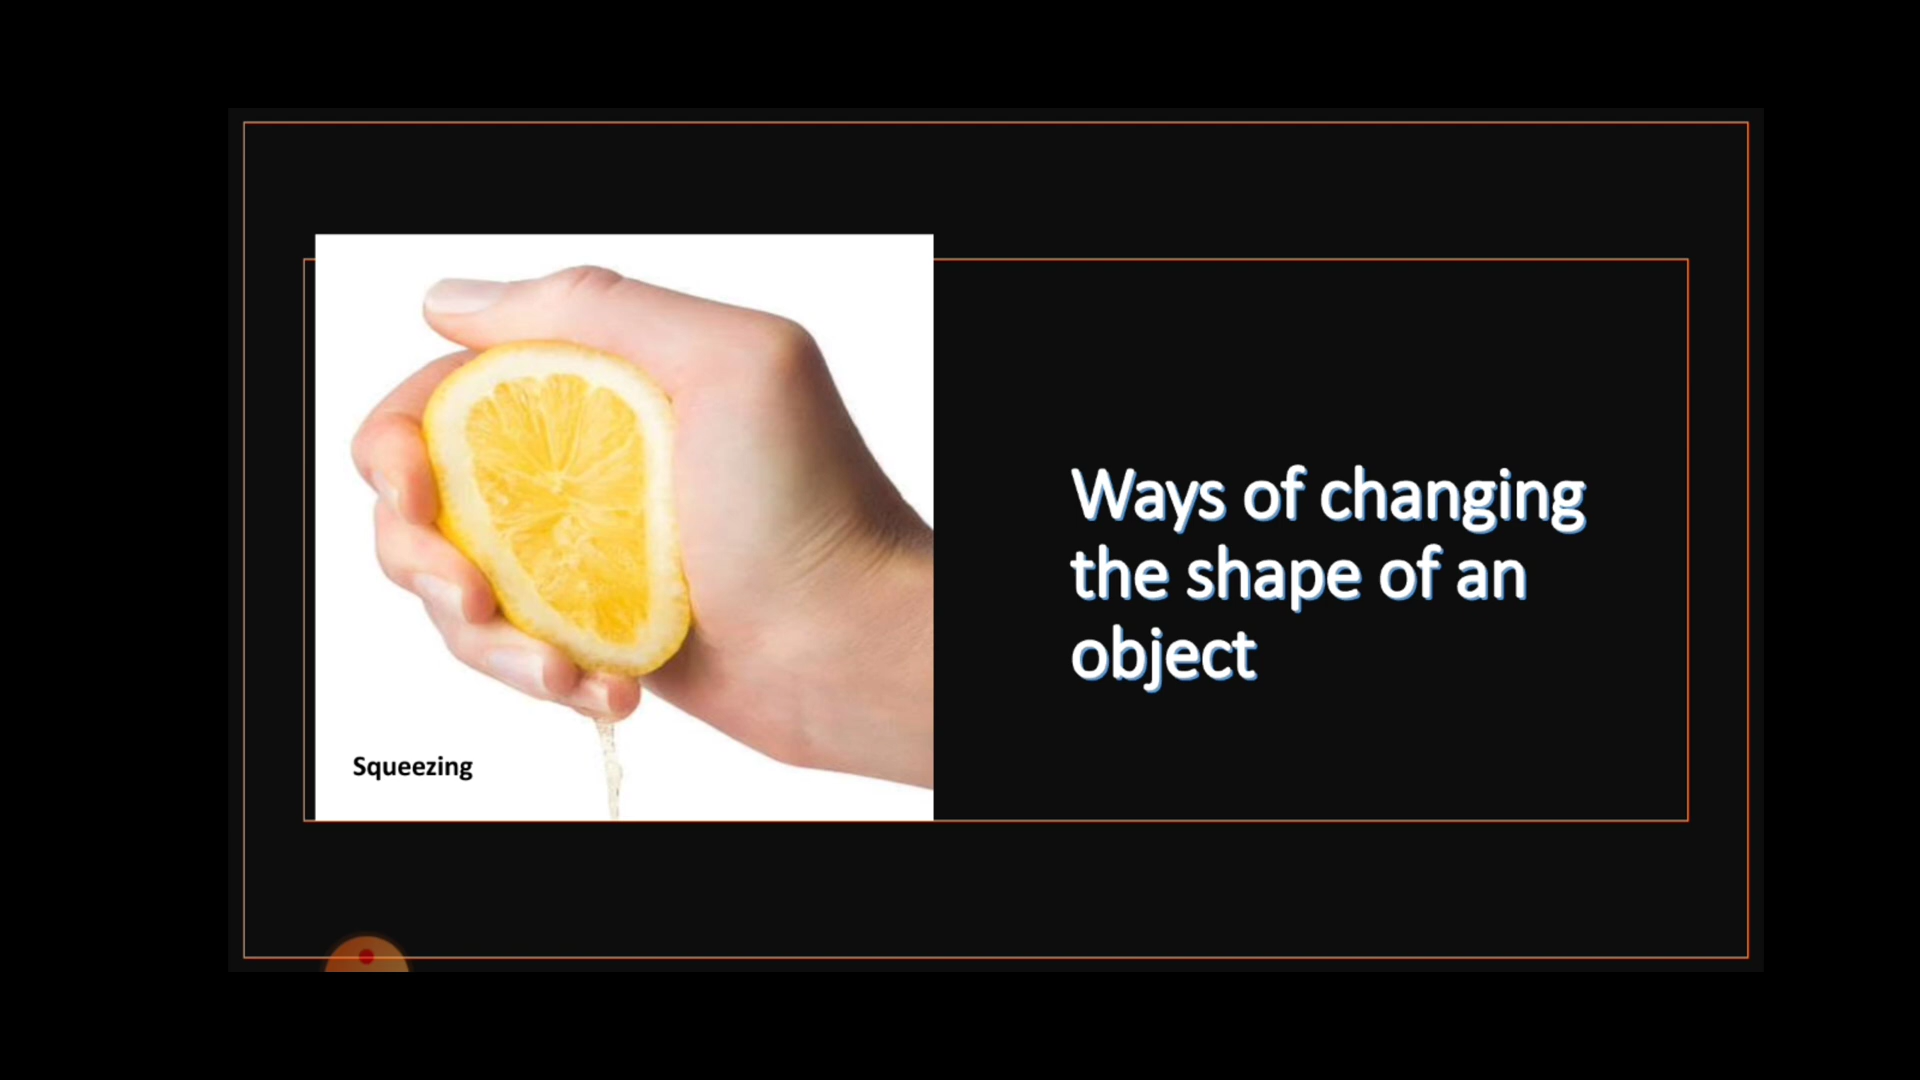 Ways of changing
the shape of an
object
Squeezing